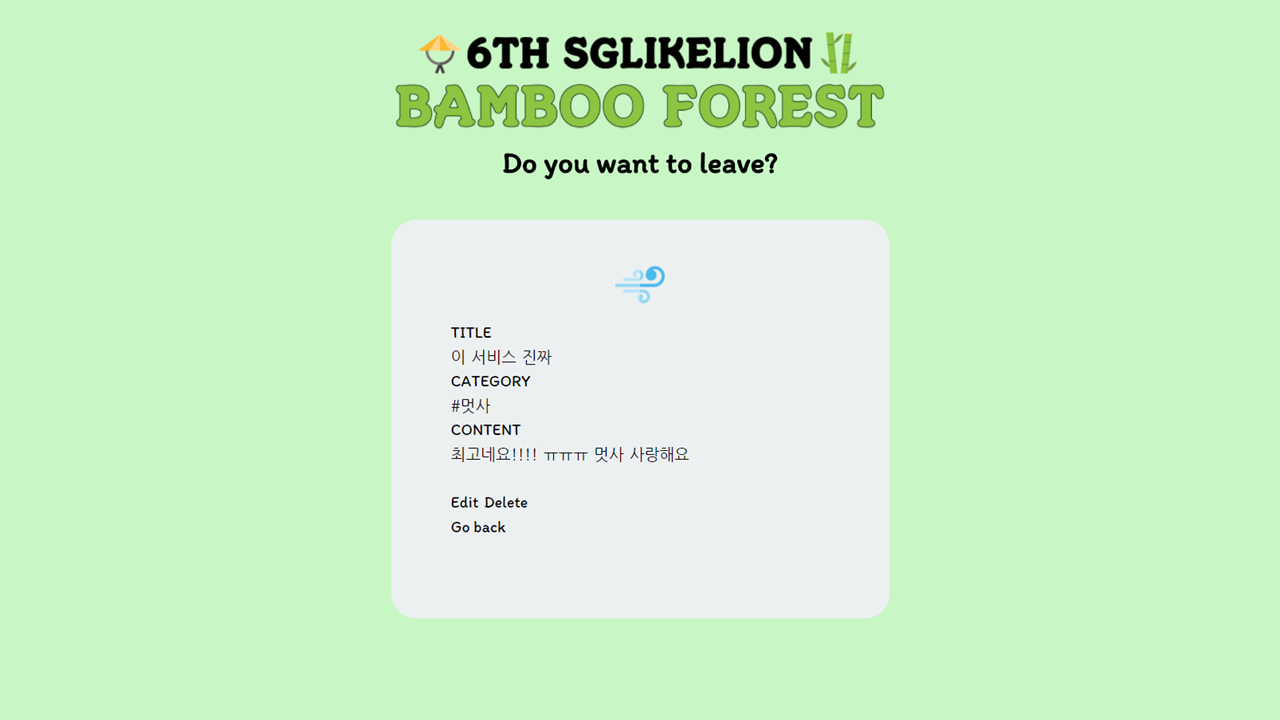 6TH SGLIKELION
BAMBOO FOREST
Do you want to leave?
TITLE
이 서비스 진짜
CATEGORY
#멋사
CONTENT
최고네요!!!! ㅠㅠㅠ 멋사 사랑해요
Edit Delete
Go back